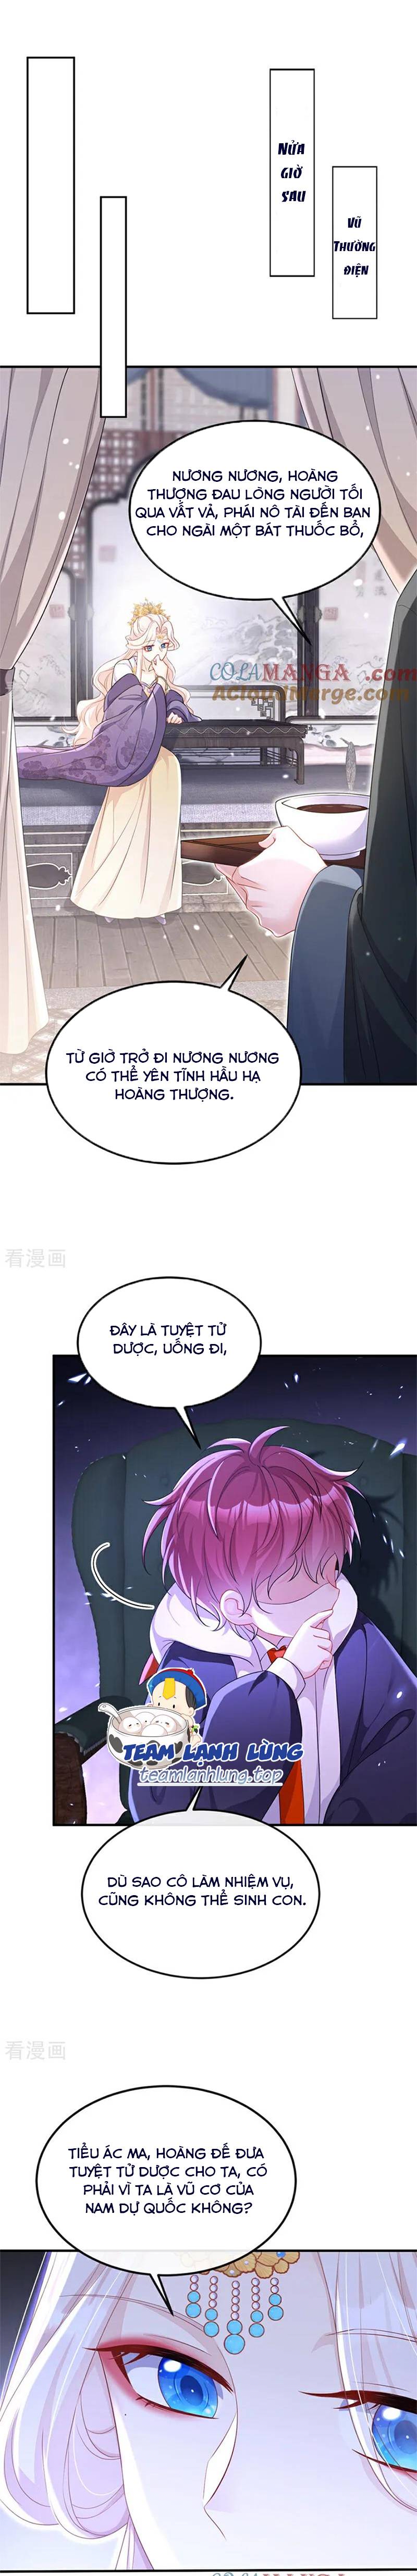 NỬA
GIỜ
SAU
VŨ
THƯỜNG
ĐIỆN
NƯƠNG NƯƠNG, HOÀNG
THƯỢNG ĐAU LÒNG NGƯỜI TỐI
QUA VẤT VẢ, PHÁI NÔ TÀI ĐẾN BAN
CHO NGÀI MỘT BÁT THUỐC BỔ,
COLAMANGA.com
Acloudmerge.com
TỪ GIỜ TRỞ ĐI NƯƠNG NƯƠNG
CÓ THỂ YÊN TĨNH HẦU HẠ
HOÀNG THƯỢNG.
看漫画
ĐÂY LÀ TUYỆT TỬ
DƯỢC, UỐNG ĐI,
TEAM LẠNH LÙNG
teamlanhlung.top
DÙ SAO CÔ LÀM NHIỆM VỤ,
CŨNG KHÔNG THỂ SINH CON.
看漫画
TIỂU ÁC MA, HOÀNG ĐẾ ĐƯA
TUYỆT TỬ DƯỢC CHO TA, CÓ
PHẢI VÌ TA LÀ VŨ CƠ CỦA
NAM DỰ QUỐC KHÔNG?